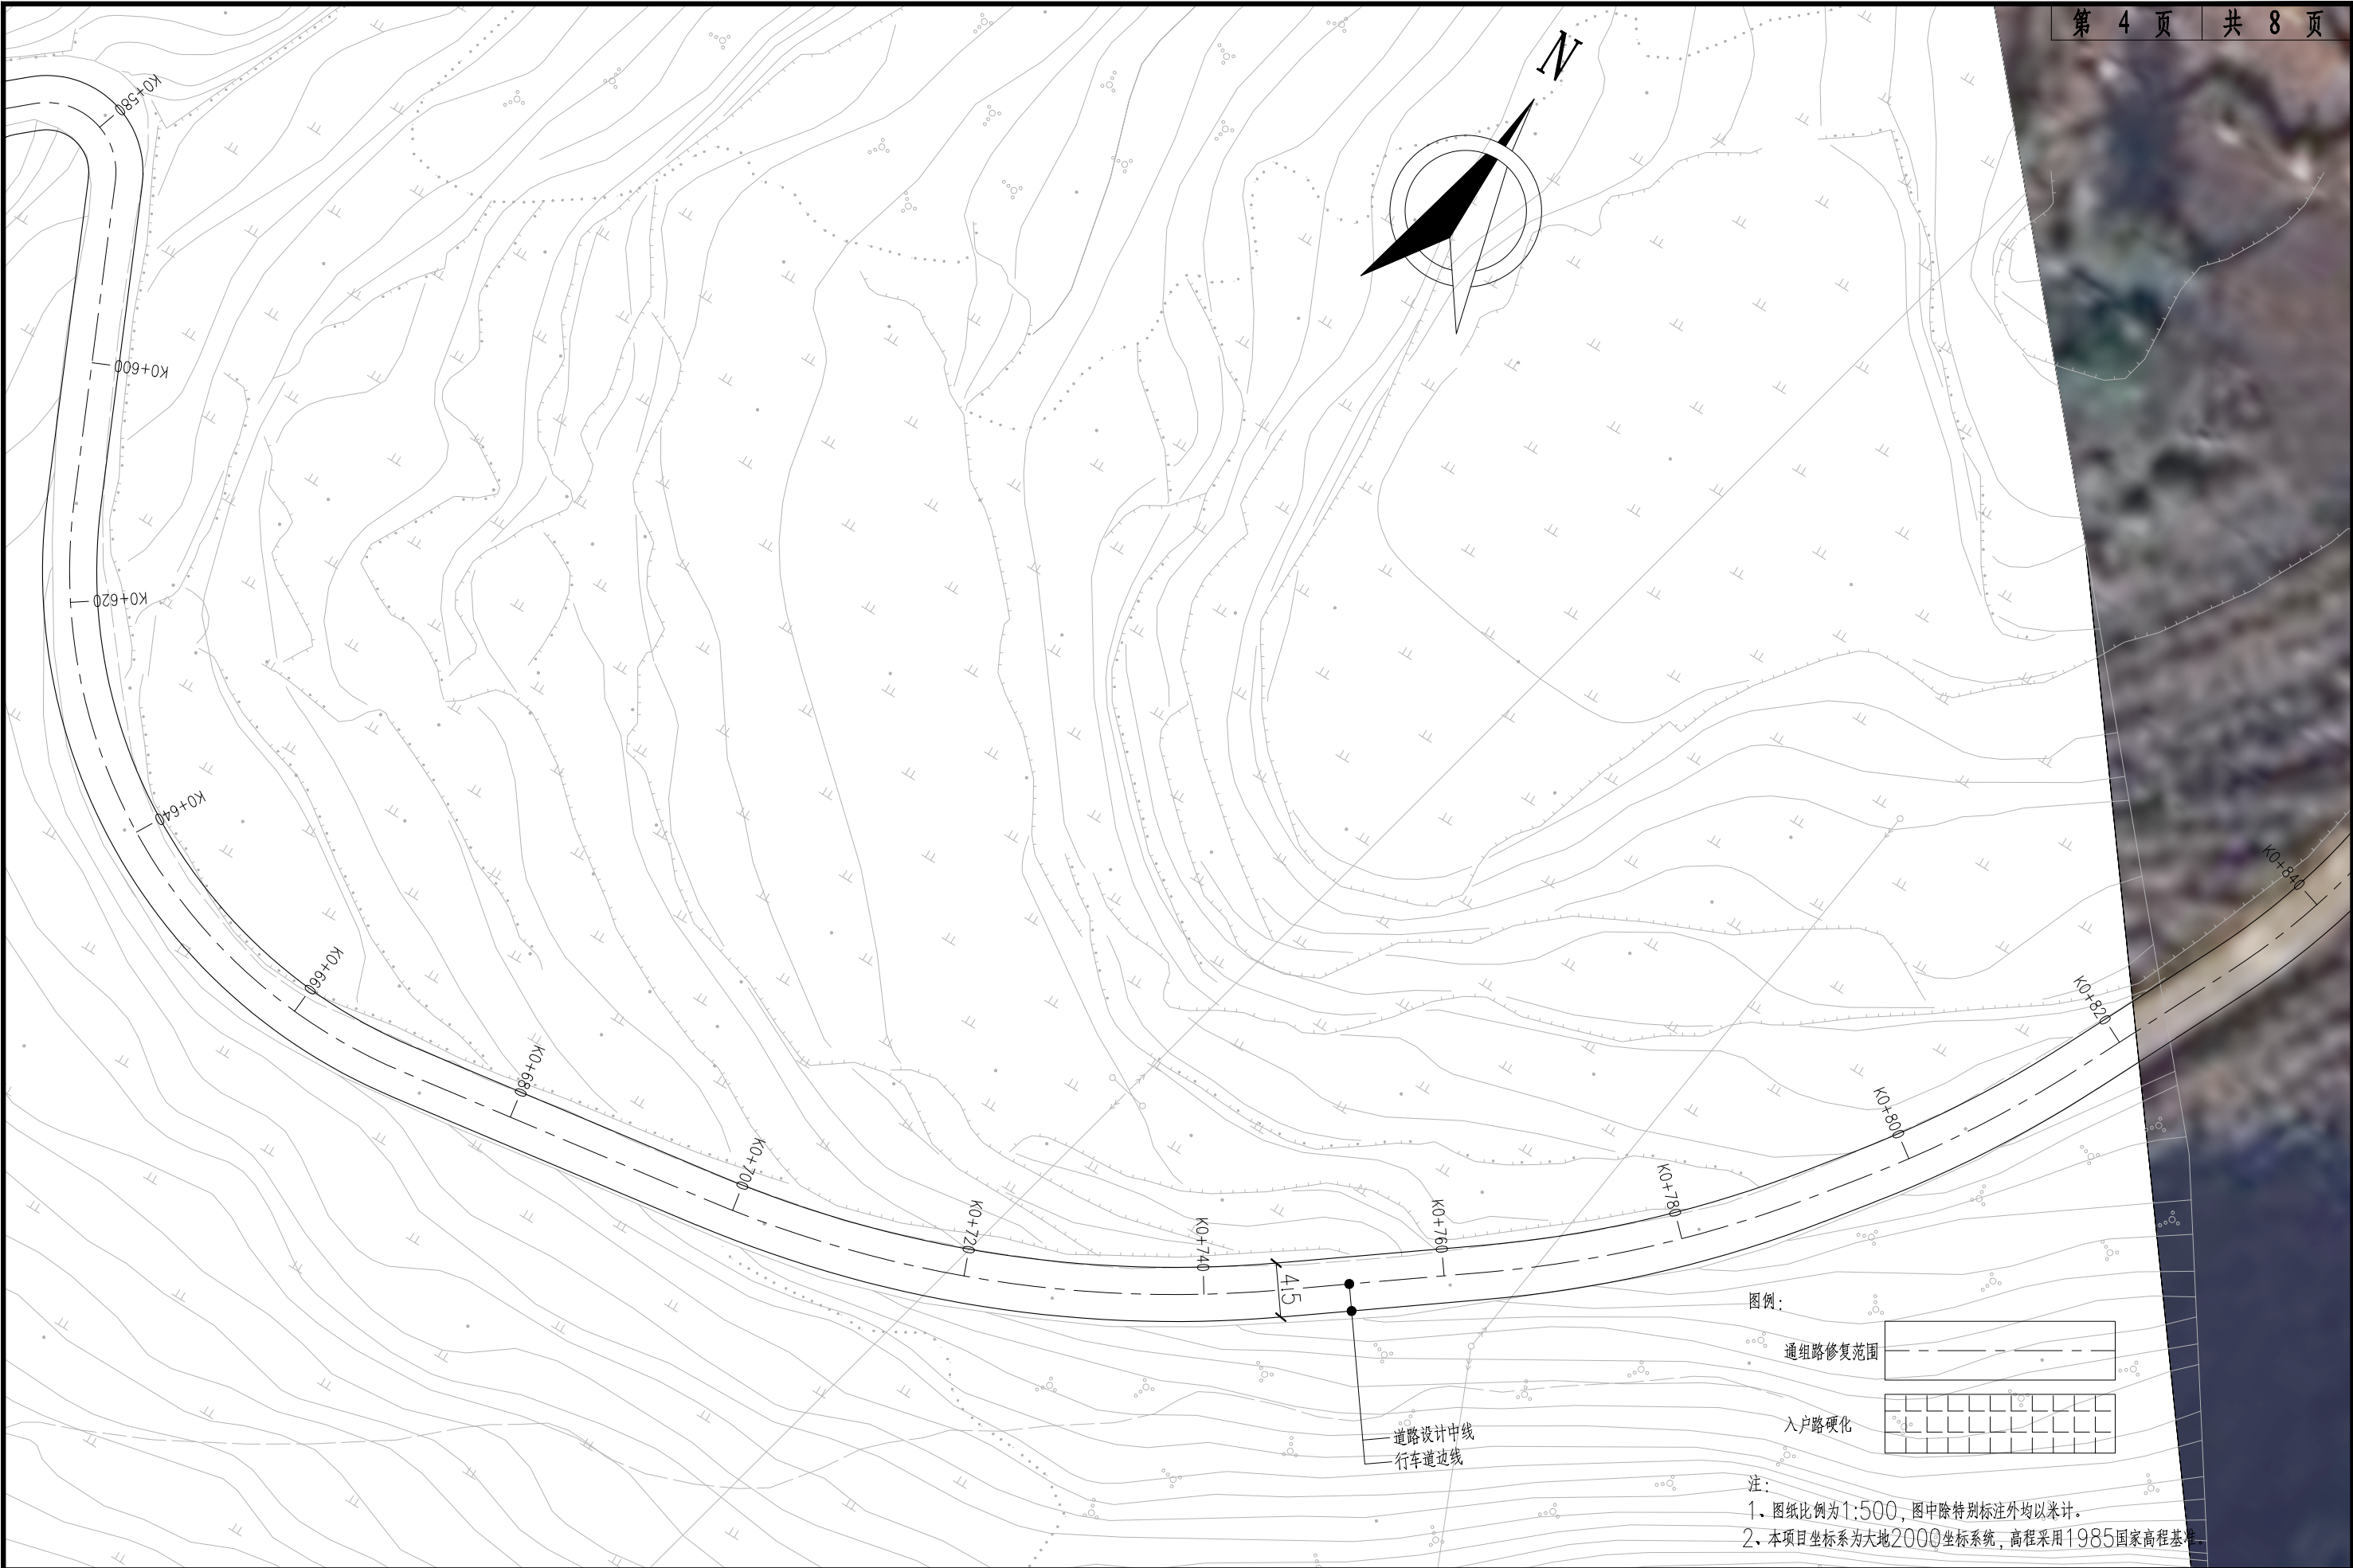 第 4 页 共 8 页
N
K0+580
K0+600
K0+620
K0+640
K0+660
K0+680
K0+700
K0+720
K0+740
4.5
K0+760
K0+780
K0+800
K0+820
K0+840
道路设计中线
行车道边线
图例：
通组路修复范围
入户路硬化
注：
1、图纸比例为1:500，图中除特别标注外均以米计。
2、本项目坐标系为大地2000坐标系统，高程采用1985国家高程基准。